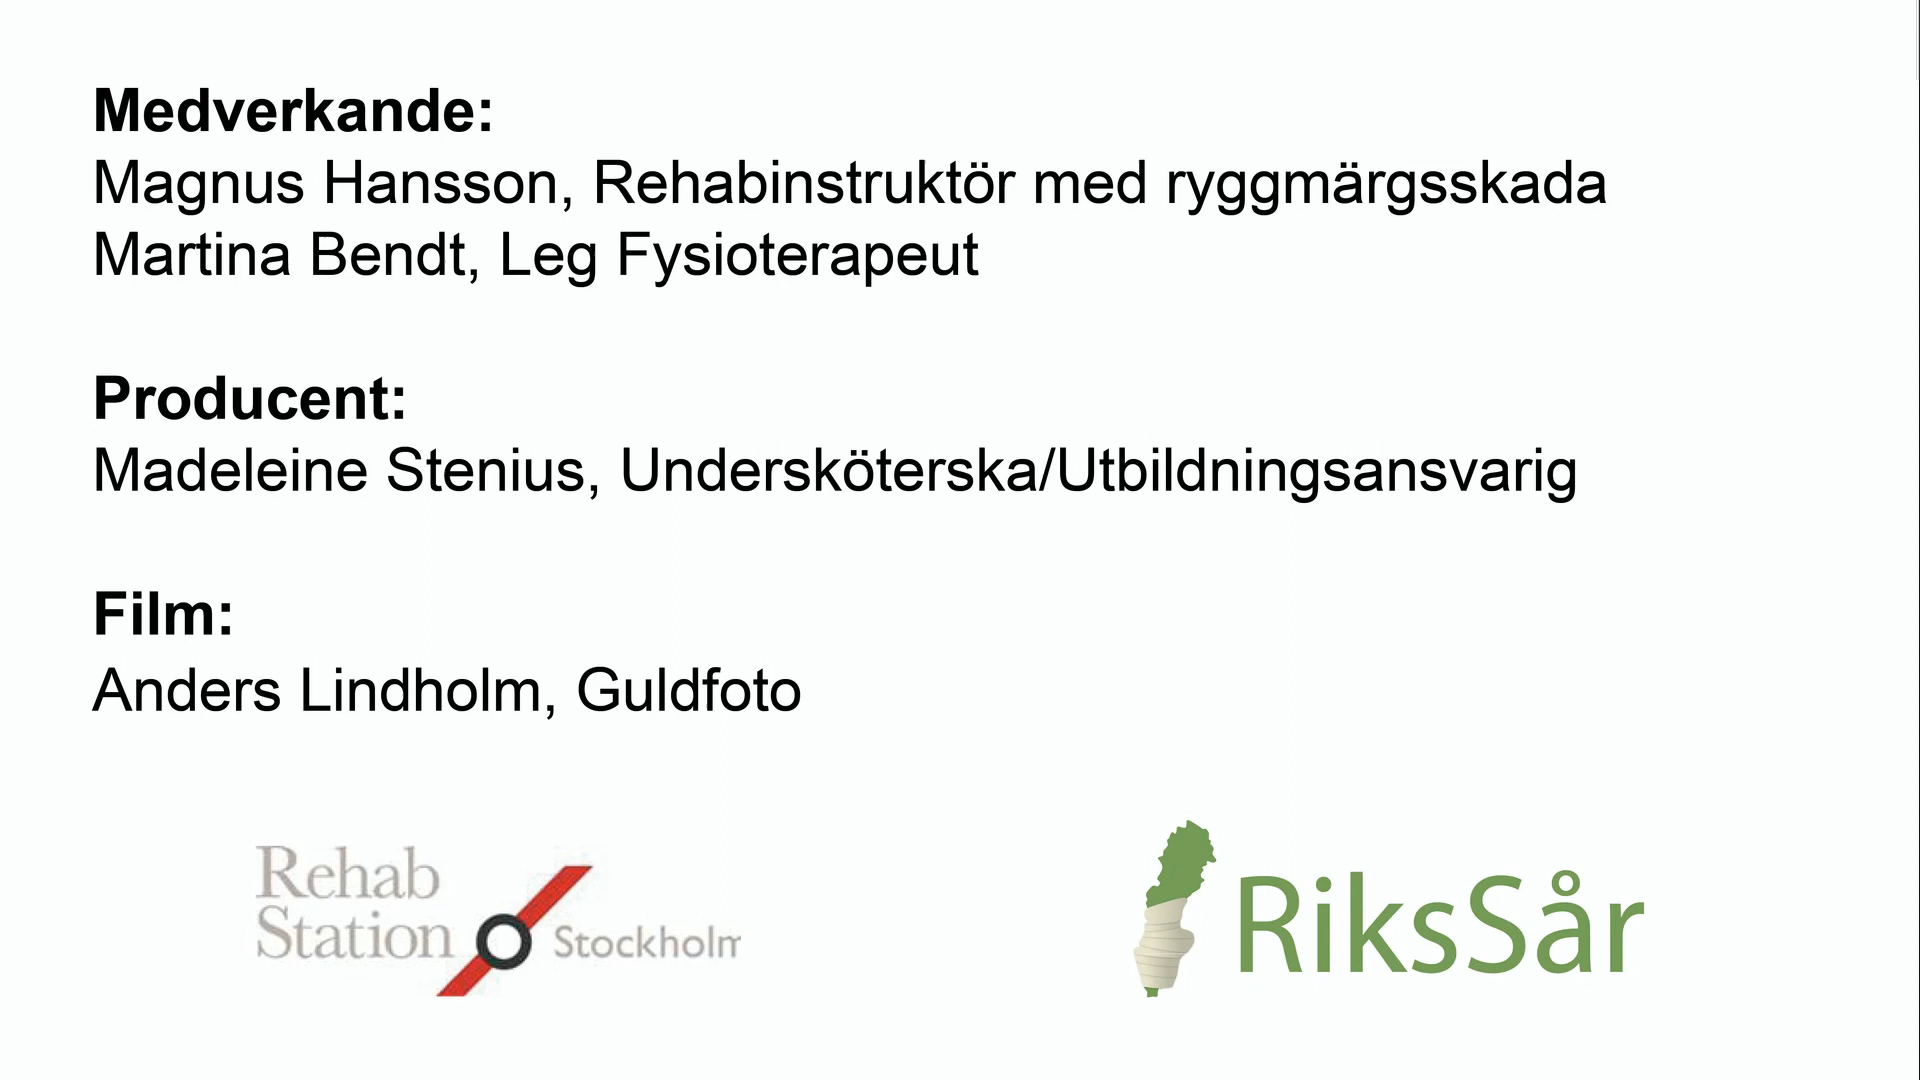 Medverkande:
Magnus Hansson, Rehabinstruktör med ryggmärgsskada
Martina Bendt, Leg Fysioterapeut
Producent:
Madeleine Stenius, Undersköterska/Utbildningsansvarig
Film:
Anders Lindholm, Guldfoto
Rehab
Station Stockholm
RiksSår